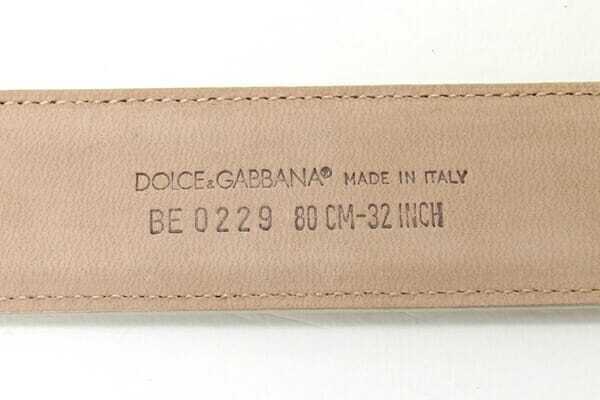 DOLCE&GABBANA® MADE IN ITALY
BE 0229 80 CM-32 INCH